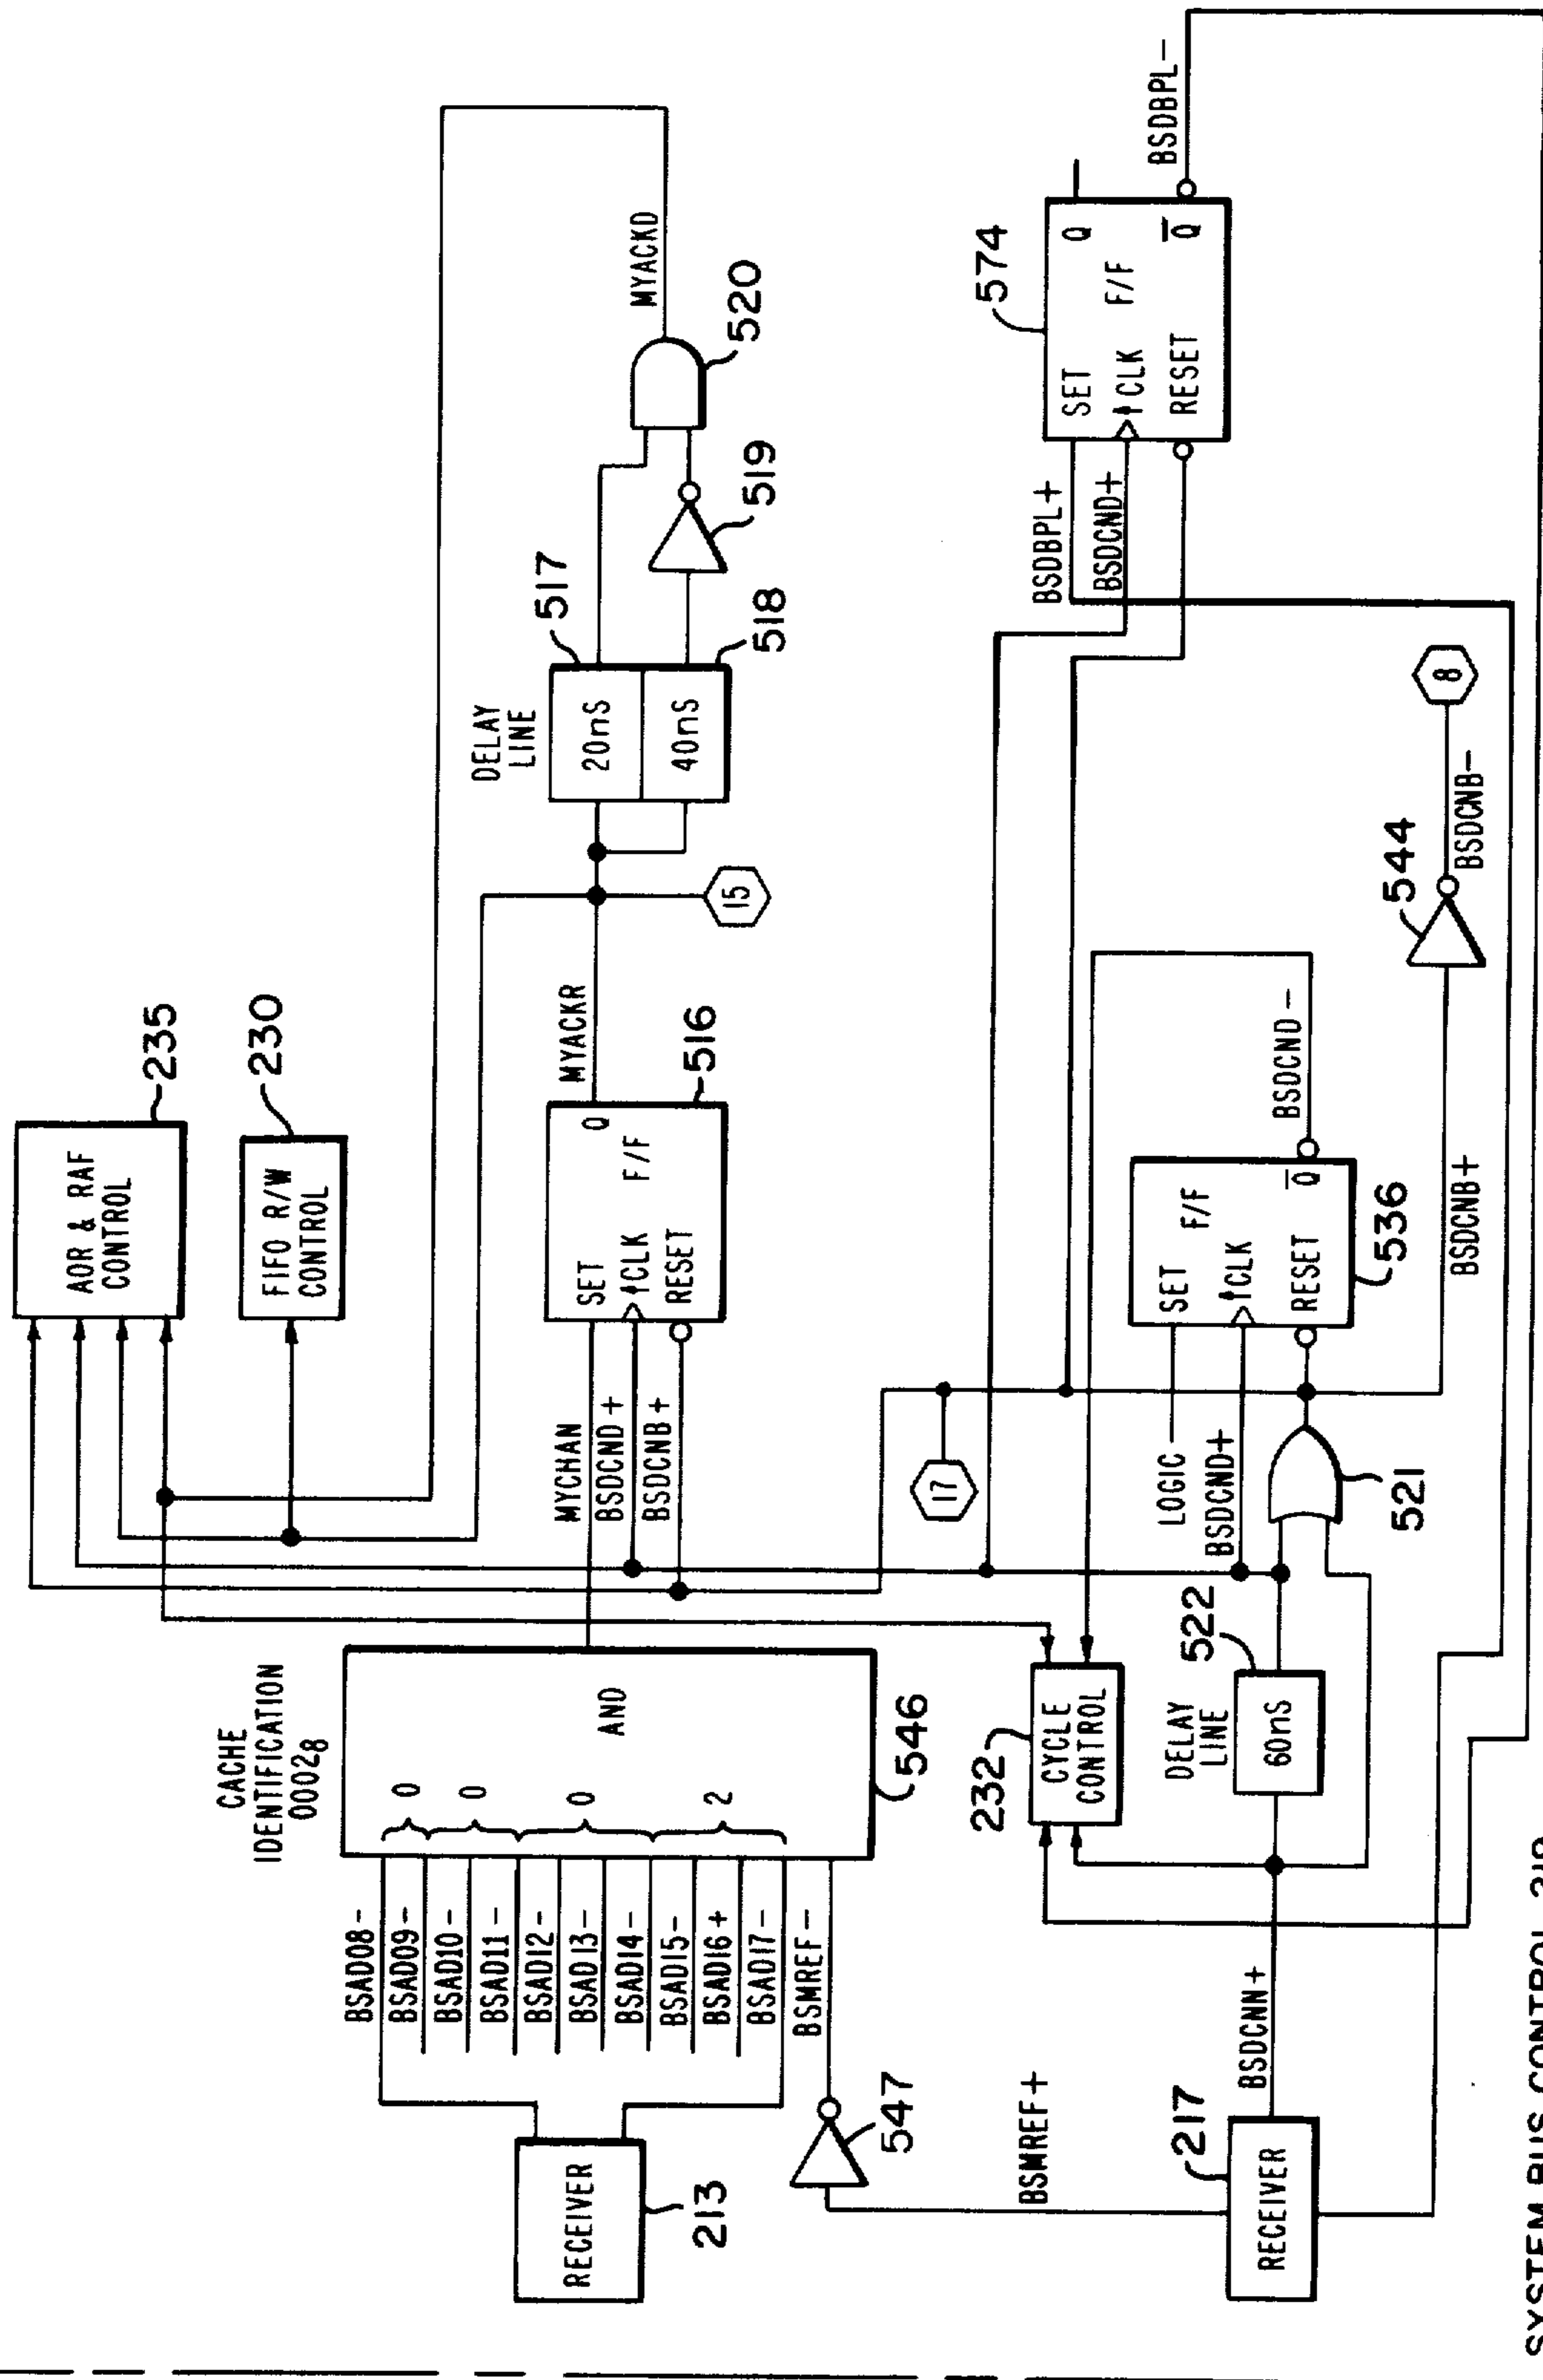 AOR & RAF
CONTROL
235
FIFO R/W
CONTROL
230
CACHE
IDENTIFICATION
0002₈
BSAD08-
BSAD09-
BSAD10-
BSAD11-
BSAD12-
BSAD13-
BSAD14-
BSAD15-
BSAD16+
BSAD17-
BSMREF-
0
0
0
2
AND
546
RECEIVER
213
547
BSMREF+
MYCHAN
BSDCND+
BSDCNB+
SET
CLK
RESET
F/F
Q
516
MYACKR
15
DELAY
LINE
20nS
40nS
517
518
519
520
MYACKD
232
CYCLE
CONTROL
17
RECEIVER
217
BSDCNN+
DELAY
LINE
60nS
522
521
LOGIC
BSDCND+
SET
CLK
RESET
F/F
Q̅
536
BSDCND-
BSDCNB+
544
BSDCNB-
8
BSDBPL+
BSDCND+
SET
CLK
RESET
F/F
Q
Q̅
574
BSDBPL-
SYSTEM BUS CONTROL